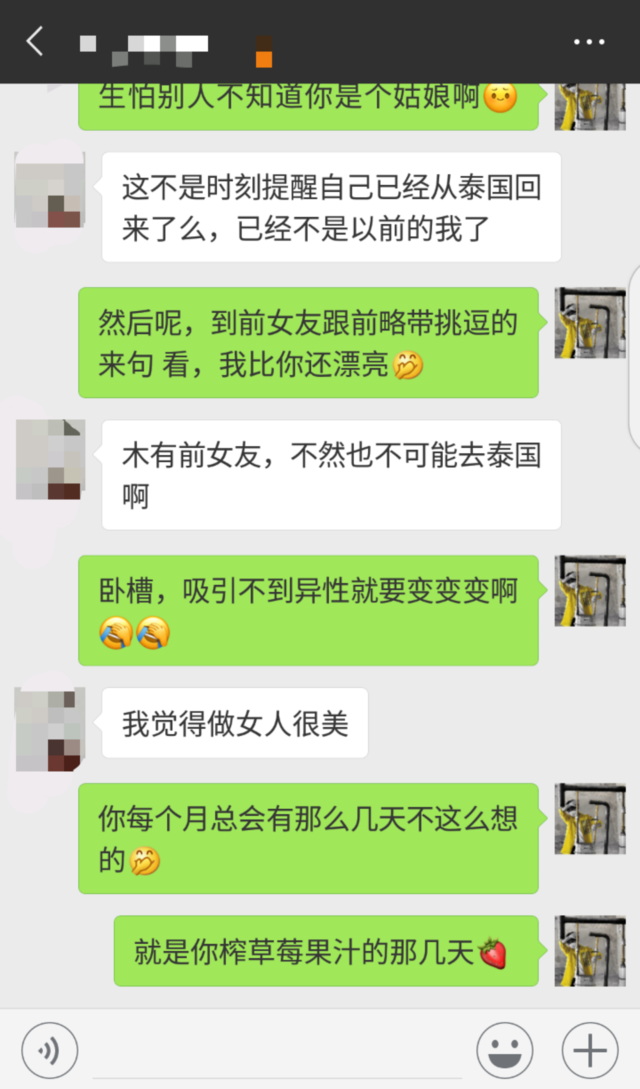 生怕别人不知道你是个姑娘啊
这不是时刻提醒自己已经从泰国回
来了么，已经不是以前的我了
然后呢，到前女友跟前略带挑逗的
来句 看，我比你还漂亮
木有前女友，不然也不可能去泰国
啊
卧槽，吸引不到异性就要变变变啊
我觉得做女人很美
你每个月总会有那么几天不这么想
的
就是你榨草莓果汁的那几天